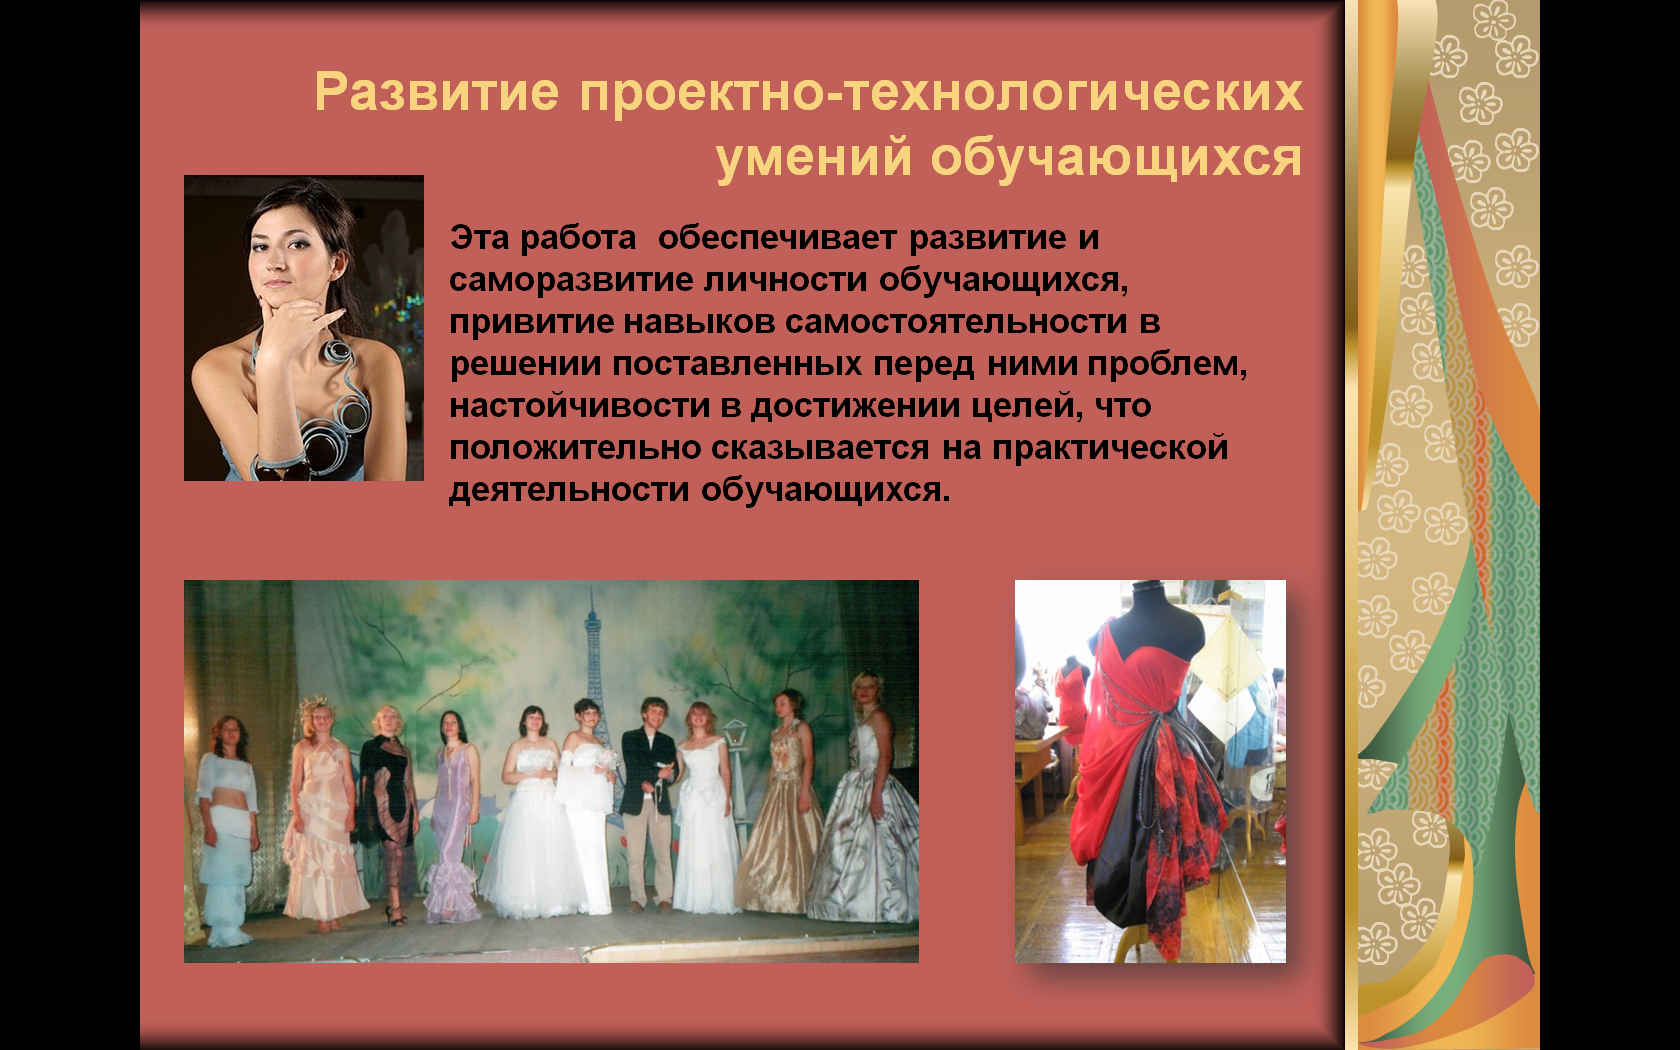 Развитие проектно-технологических
умений обучающихся
Эта работа  обеспечивает развитие и
саморазвитие личности обучающихся,
привитие навыков самостоятельности в
решении поставленных перед ними проблем,
настойчивости в достижении целей, что
положительно сказывается на практической
деятельности обучающихся.